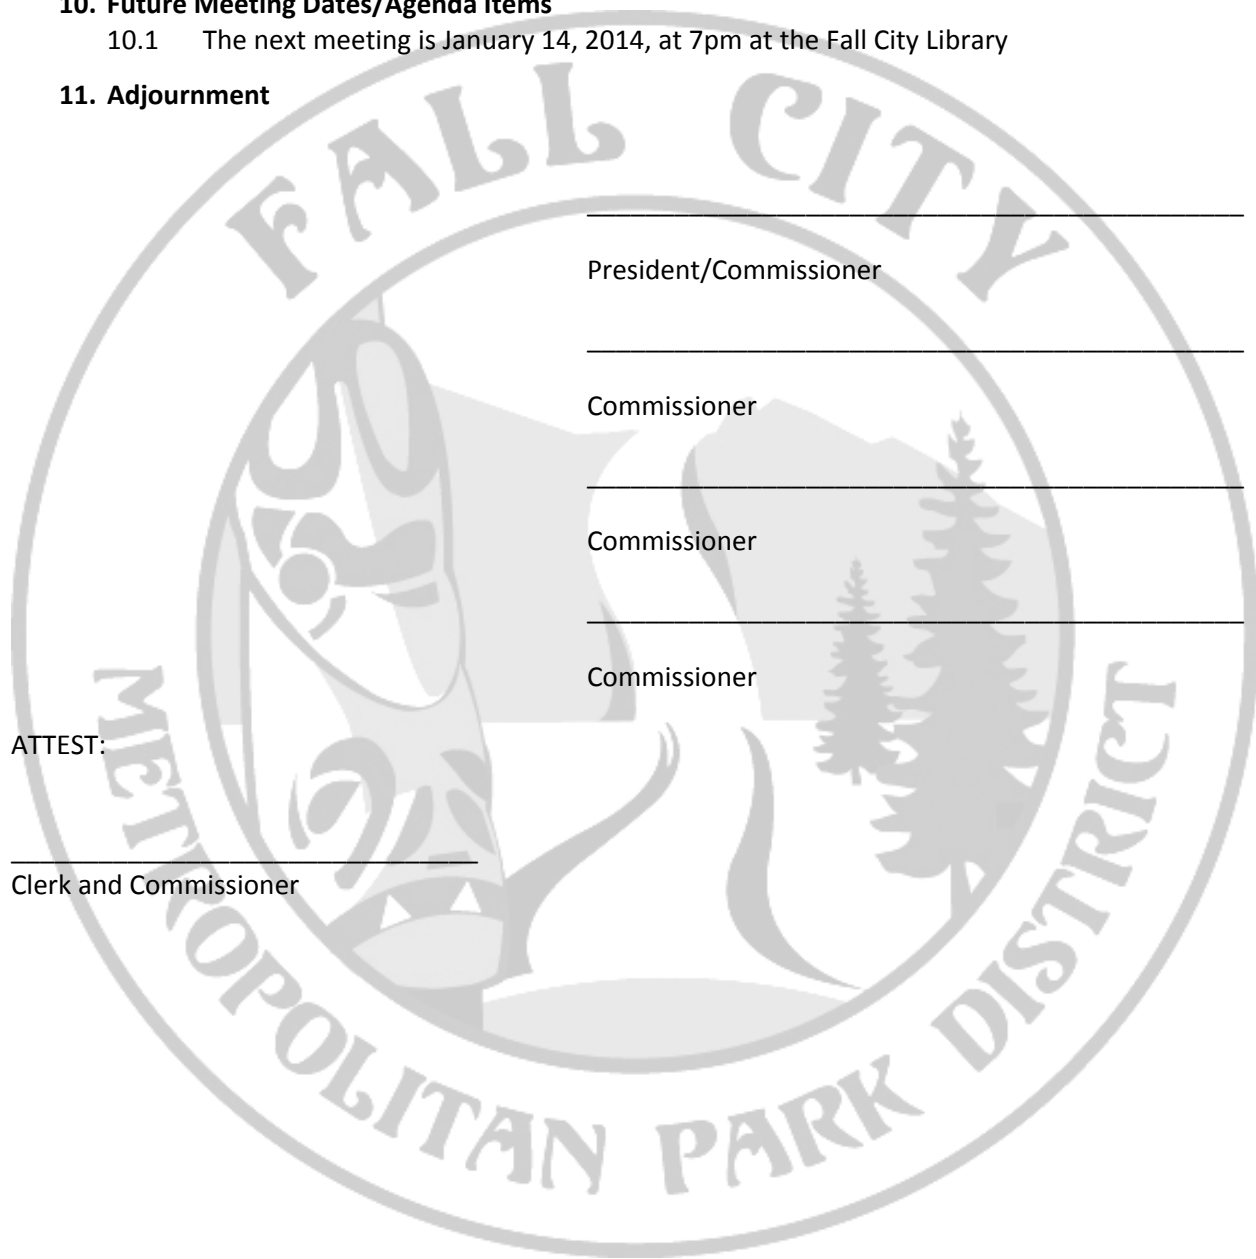 10. Future Meeting Dates/Agenda Items
10.1 The next meeting is January 14, 2014, at 7pm at the Fall City Library
11. Adjournment
FALL CITY
President/Commissioner
Commissioner
Commissioner
Commissioner
ATTEST:
Clerk and Commissioner
METROPOLITAN PARK DISTRICT